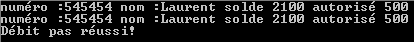 numéro :545454 nom :Laurent solde 2100 autorisé 500
numéro :545454 nom :Laurent solde 2100 autorisé 500
Débit pas réussi!